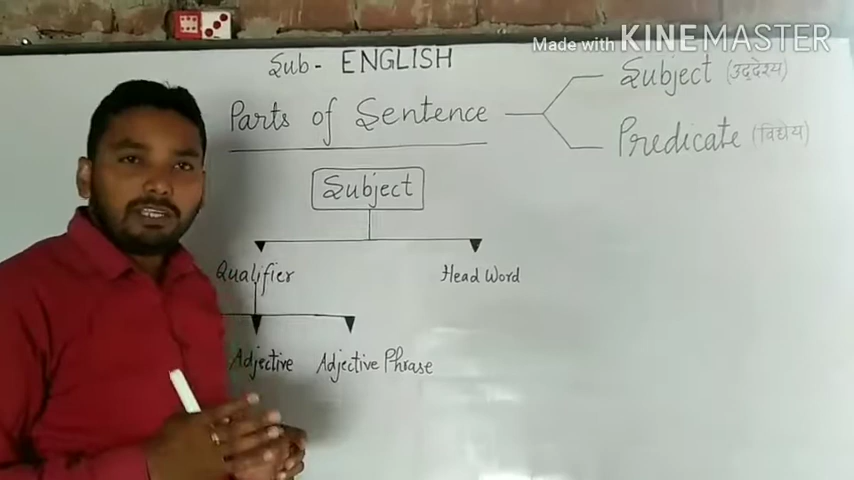 Made with KINEMASTER
Sub- ENGLISH
Parts of Sentence
Subject (उद्देश्य)
Predicate (विधेय)
Subject
Qualifier
Head Word
Adjective
Adjective Phrase